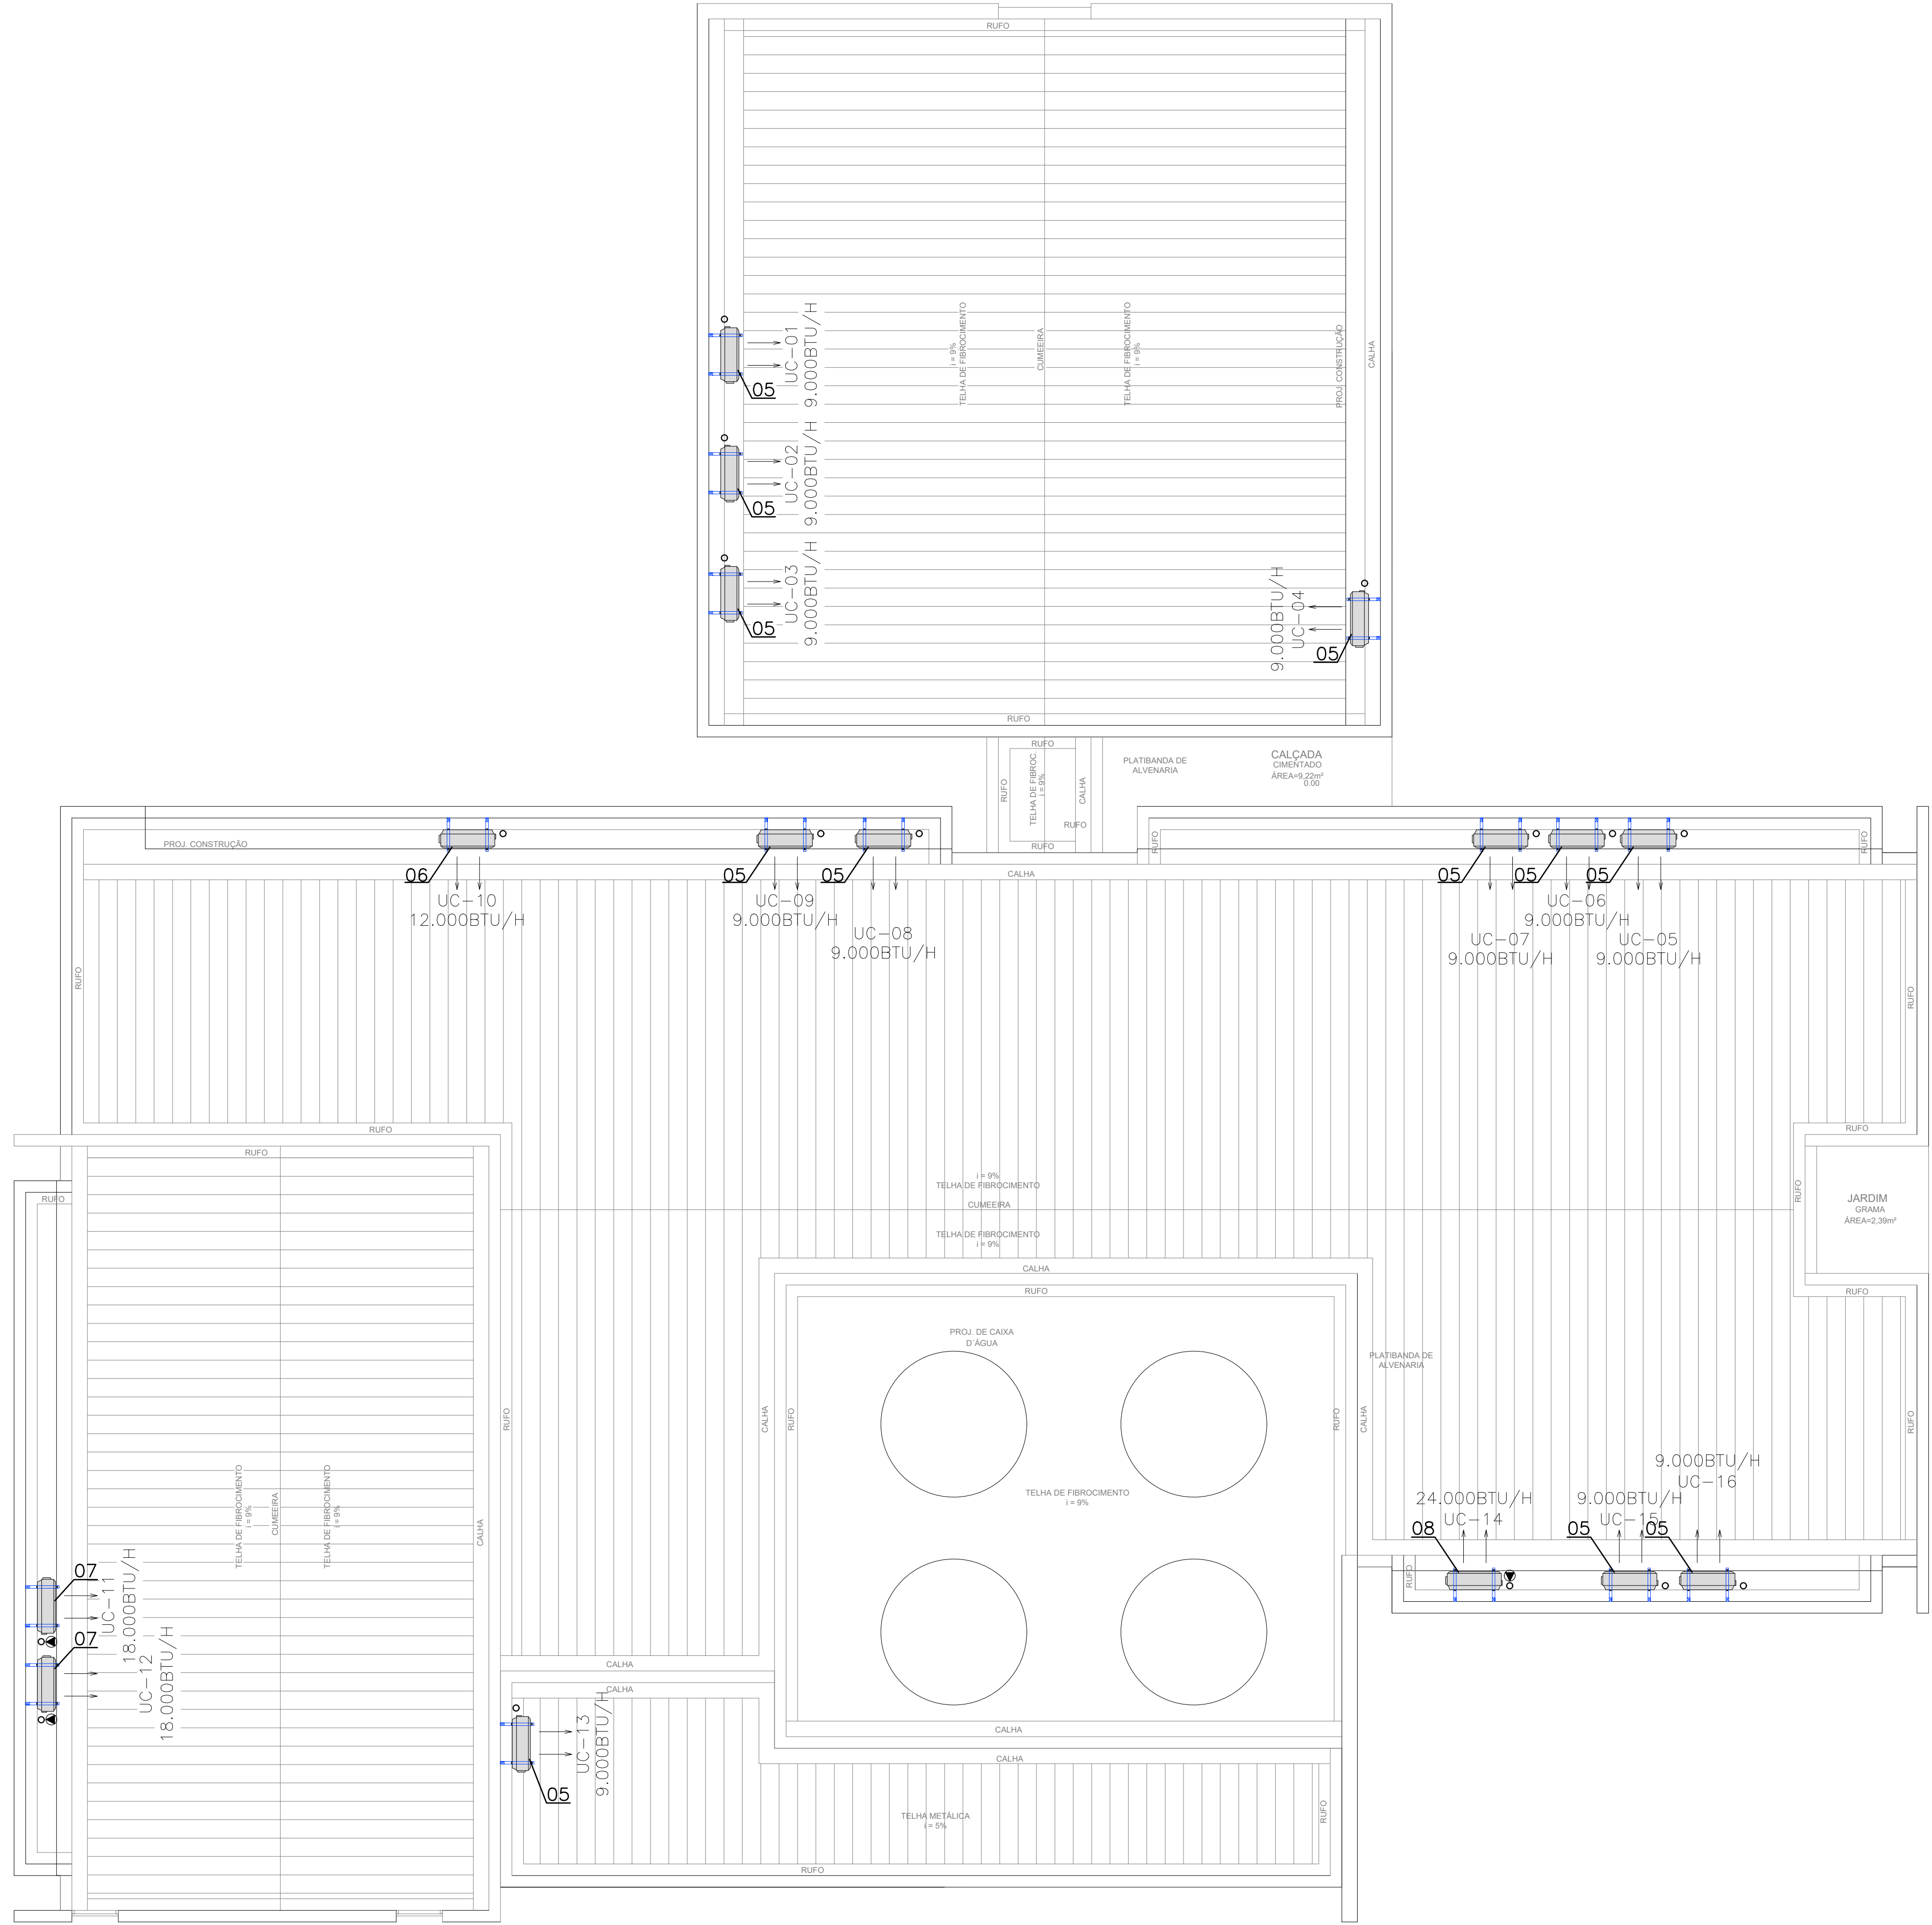 RUFO
UC-01
9.000BTU/H
05
TELHA DE FIBROCIMENTO
i = 9%
CUMEEIRA
TELHA DE FIBROCIMENTO
i = 9%
PROJ. CONSTRUÇÃO
CALHA
UC-02
9.000BTU/H
05
UC-03
9.000BTU/H
05
9.000BTU/H
UC-04
05
RUFO
RUFO
RUFO
TELHA DE FIBROC.
i = 9%
CALHA
RUFO
RUFO
PLATIBANDA DE
ALVENARIA
CALÇADA
CIMENTADO
ÁREA=9,22m²
0.00
PROJ. CONSTRUÇÃO
RUFO
RUFO
CALHA
06
UC-10
12.000BTU/H
05
UC-09
9.000BTU/H
05
UC-08
9.000BTU/H
05
UC-07
9.000BTU/H
05
UC-06
9.000BTU/H
05
UC-05
9.000BTU/H
RUFO
RUFO
RUFO
RUFO
RUFO
RUFO
i = 9%
TELHA DE FIBROCIMENTO
CUMEEIRA
TELHA DE FIBROCIMENTO
i = 9%
RUFO
JARDIM
GRAMA
ÁREA=2,39m²
RUFO
CALHA
RUFO
PROJ. DE CAIXA
D´ÁGUA
PLATIBANDA DE
ALVENARIA
RUFO
CALHA
RUFO
RUFO
CALHA
RUFO
TELHA DE FIBROCIMENTO
i = 9%
TELHA DE FIBROCIMENTO
i = 9%
CUMEEIRA
TELHA DE FIBROCIMENTO
i = 9%
CALHA
24.000BTU/H
UC-14
08
9.000BTU/H
UC-15
05
9.000BTU/H
UC-16
05
RUFO
07
UC-11
18.000BTU/H
07
UC-12
18.000BTU/H
CALHA
CALHA
UC-13
9.000BTU/H
05
CALHA
CALHA
TELHA METÁLICA
i = 5%
RUFO
RUFO